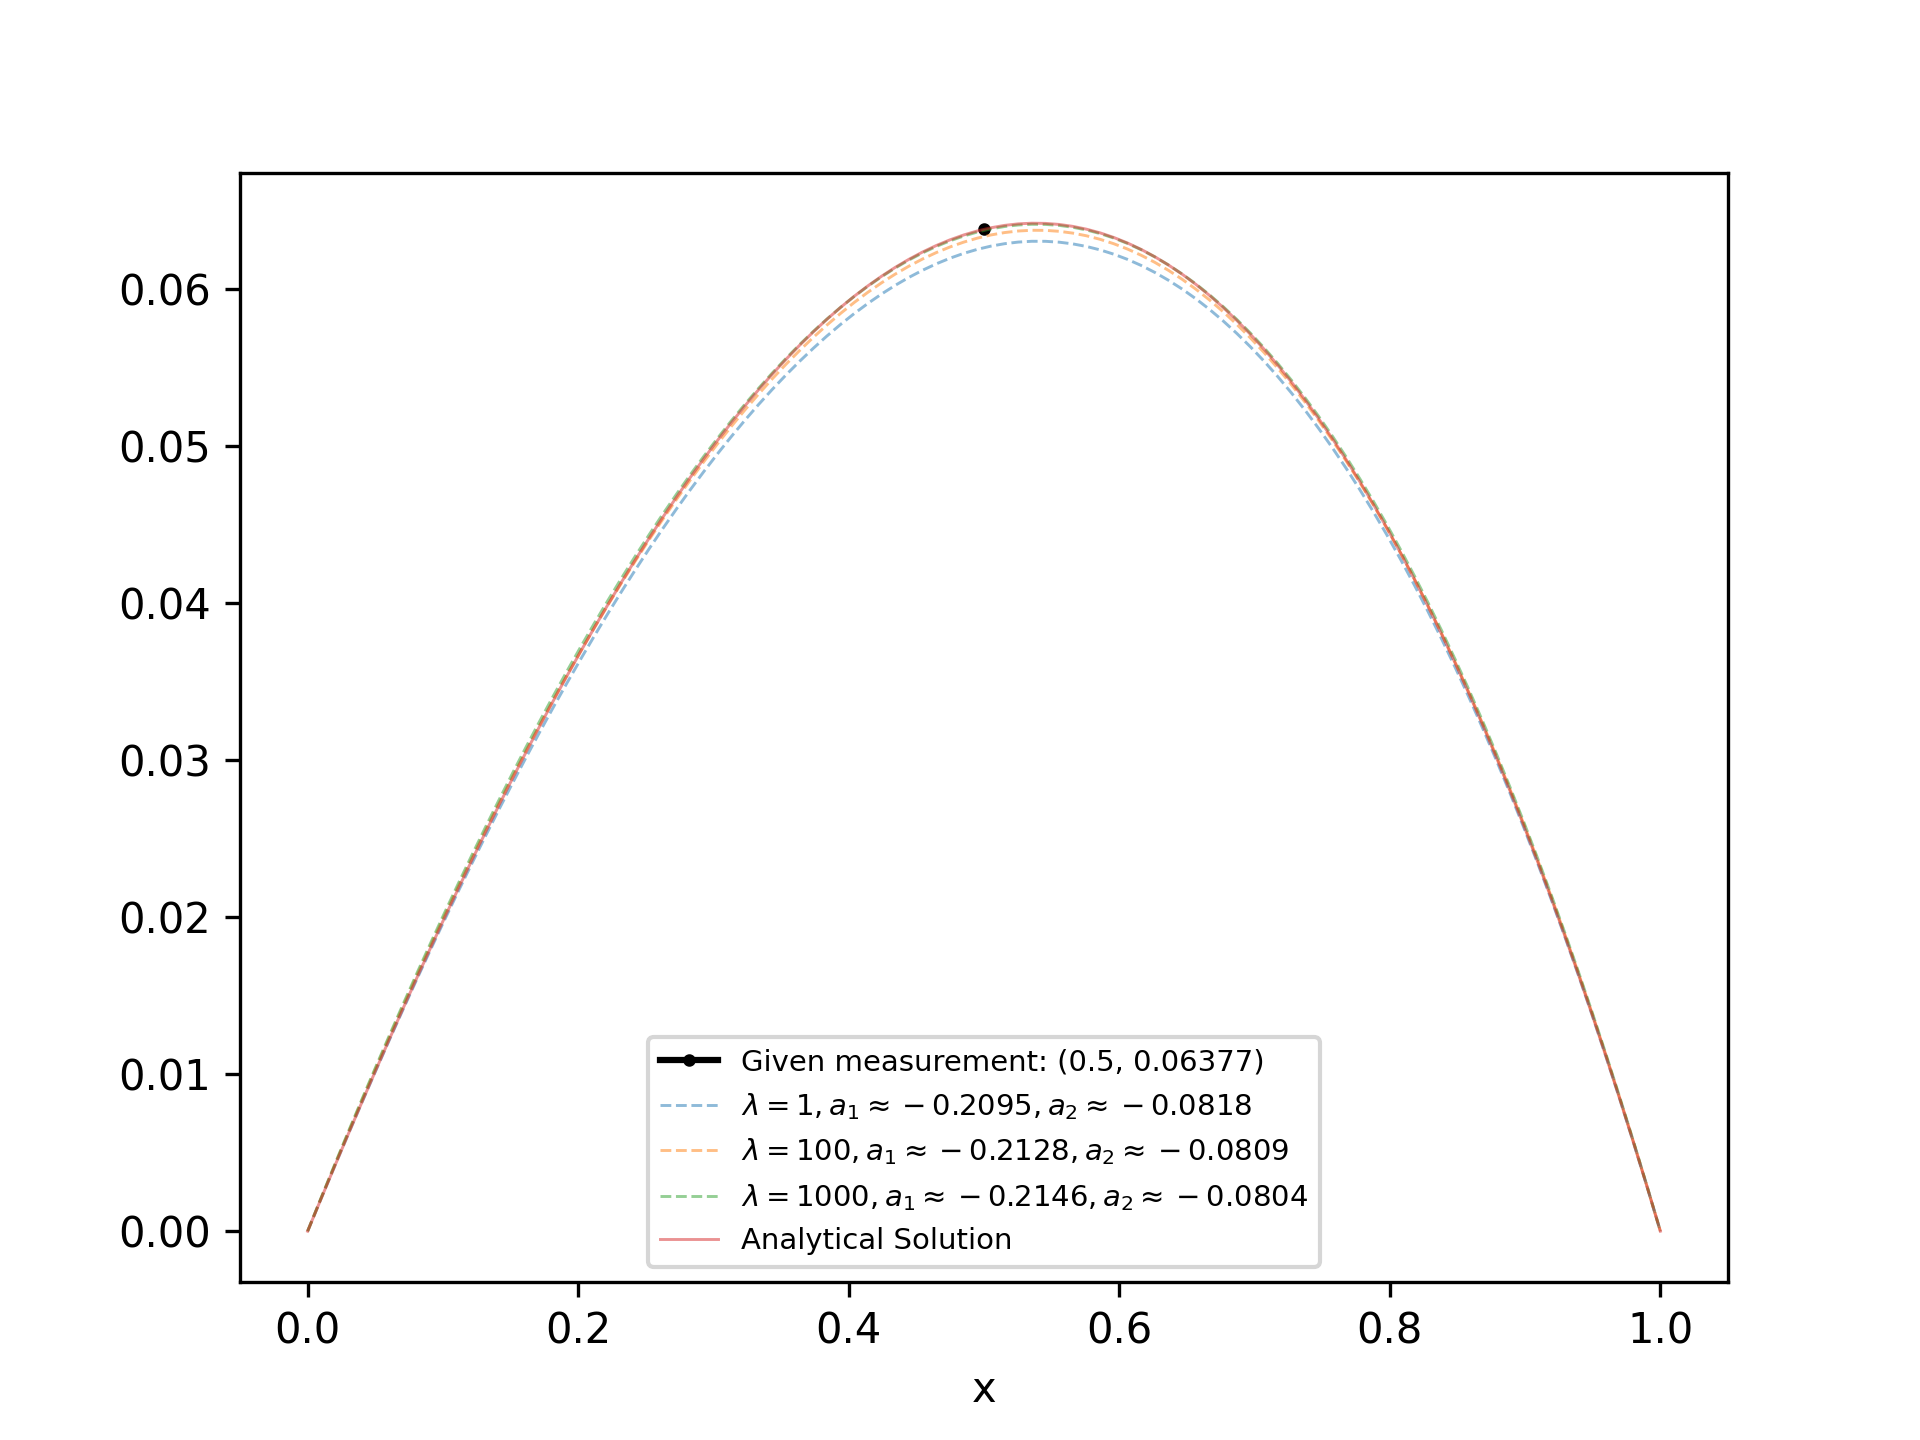 0.06
0.05
0.04
0.03
0.02
0.01
0.00
Given measurement: (0.5, 0.06377)
λ = 1, a₁ ≈ −0.2095, a₂ ≈ −0.0818
λ = 100, a₁ ≈ −0.2128, a₂ ≈ −0.0809
λ = 1000, a₁ ≈ −0.2146, a₂ ≈ −0.0804
Analytical Solution
0.0 0.2 0.4 0.6 0.8 1.0
x